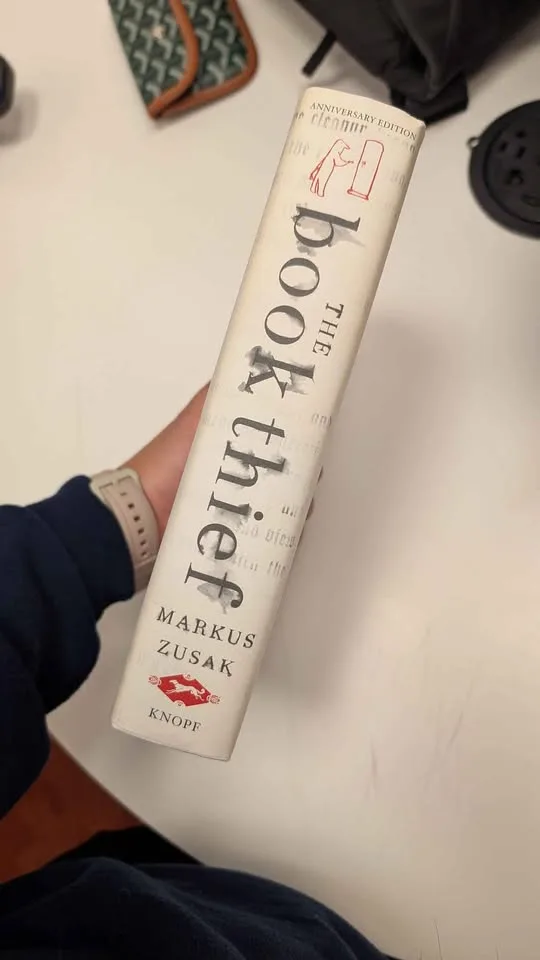 ANNIVERSARY EDITION
THE
book thief
MARKUS
ZUSAK
KNOPF